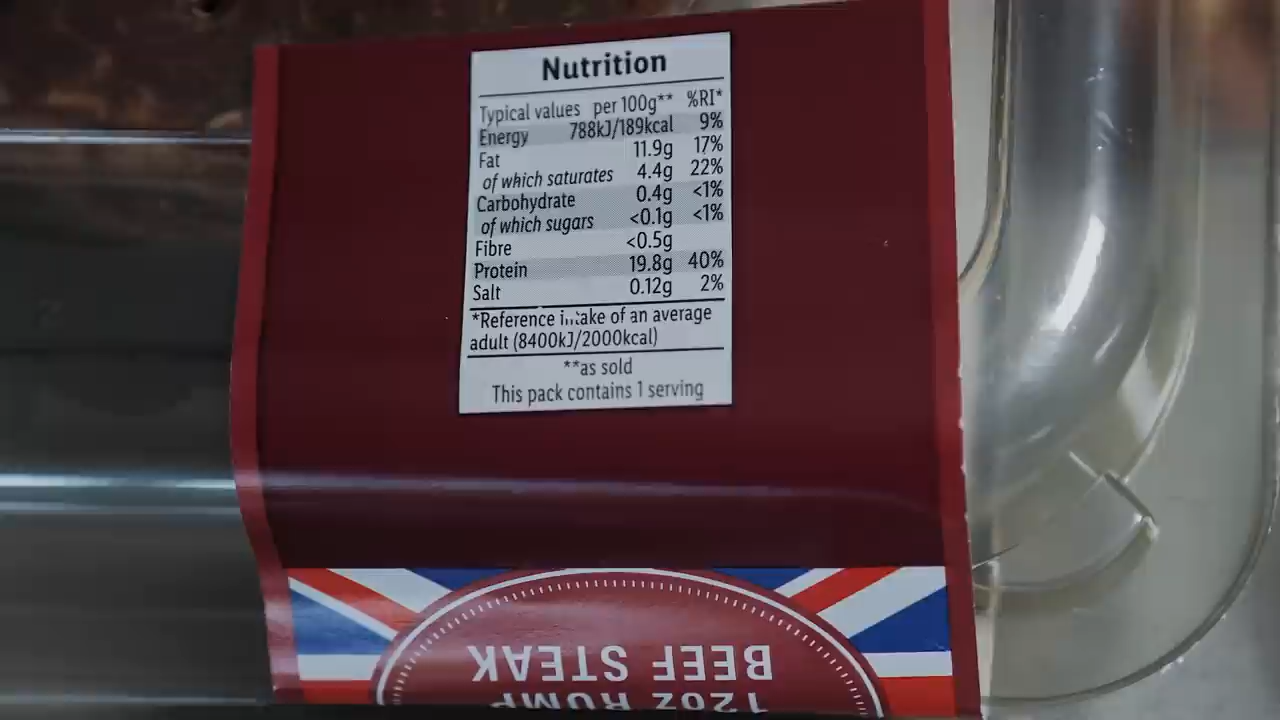 Nutrition
Typical values per 100g** %RI*
Energy 788kJ/189kcal 9%
Fat 11.9g 17%
of which saturates 4.4g 22%
Carbohydrate 0.4g <1%
of which sugars <0.1g <1%
Fibre <0.5g
Protein 19.8g 40%
Salt 0.12g 2%
*Reference intake of an average
adult (8400kJ/2000kcal)
**as sold
This pack contains 1 serving
12OZ RUMP
BEEF STEAK